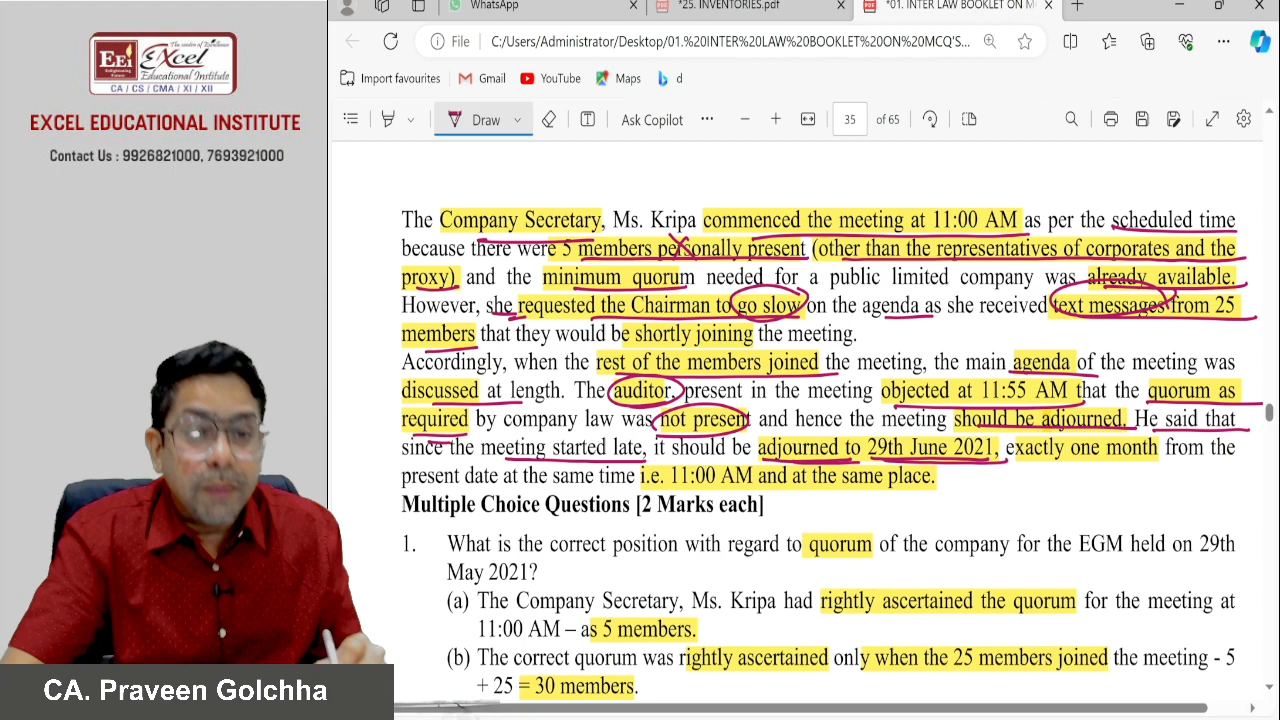 WhatsApp
*25. INVENTORIES.pdf
*01. INTER LAW BOOKLET ON M
File
C:/Users/Administrator/Desktop/01.%20INTER%20LAW%20BOOKLET%20ON%20MCQ'S...
Import favourites
Gmail
YouTube
Maps
d
Draw
Ask Copilot
35
of 65
EEi
Excel
Educational Institute
CA / CS / CMA / XI / XII
EXCEL EDUCATIONAL INSTITUTE
Contact Us : 9926821000, 7693921000
The Company Secretary, Ms. Kripa commenced the meeting at 11:00 AM as per the scheduled time
because there were 5 members personally present (other than the representatives of corporates and the
proxy) and the minimum quorum needed for a public limited company was already available.
However, she requested the Chairman to go slow on the agenda as she received text messages from 25
members that they would be shortly joining the meeting.
Accordingly, when the rest of the members joined the meeting, the main agenda of the meeting was
discussed at length. The auditor, present in the meeting objected at 11:55 AM that the quorum as
required by company law was not present and hence the meeting should be adjourned. He said that
since the meeting started late, it should be adjourned to 29th June 2021, exactly one month from the
present date at the same time i.e. 11:00 AM and at the same place.
Multiple Choice Questions [2 Marks each]
1. What is the correct position with regard to quorum of the company for the EGM held on 29th
May 2021?
(a) The Company Secretary, Ms. Kripa had rightly ascertained the quorum for the meeting at
11:00 AM – as 5 members.
(b) The correct quorum was rightly ascertained only when the 25 members joined the meeting - 5
+ 25 = 30 members.
CA. Praveen Golchha